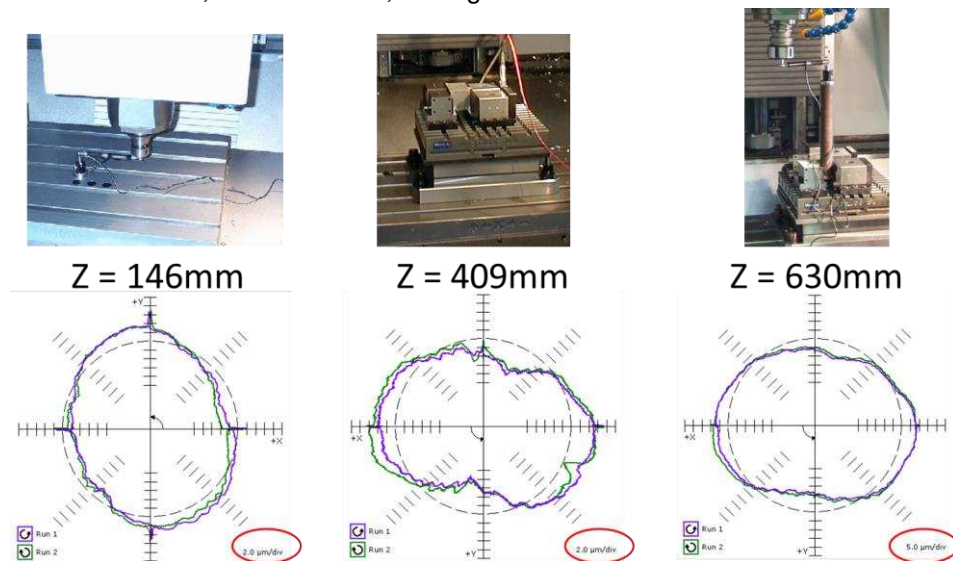 Z = 146mm
Z = 409mm
Z = 630mm
+Y
+X
Run 1
Run 2
2.0 µm/div
+X
+Y
Run 1
Run 2
2.0 µm/div
+X
+Y
Run 1
Run 2
5.0 µm/div